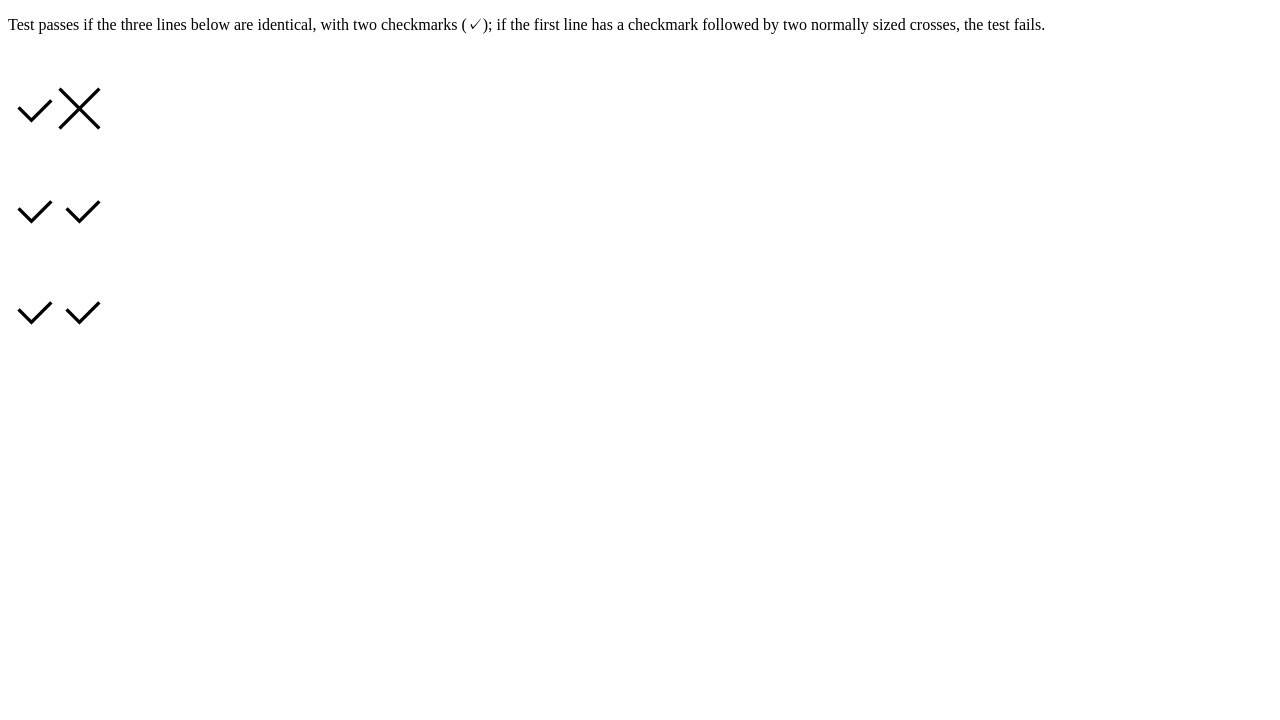 Test passes if the three lines below are identical, with two checkmarks (✓); if the first line has a checkmark followed by two normally sized crosses, the test fails.
✓╳
✓✓
✓✓